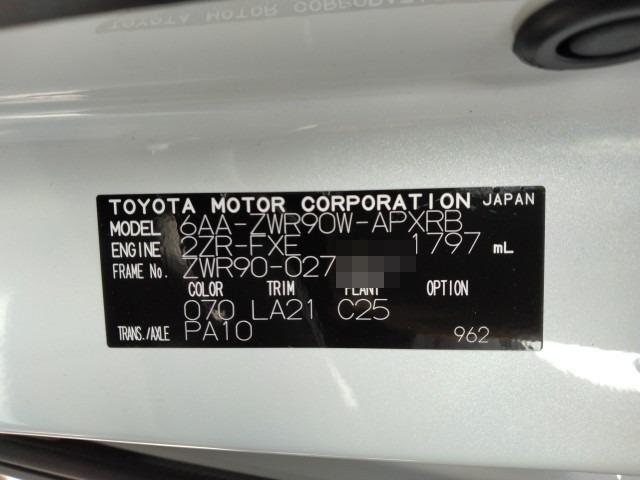 TOYOTA MOTOR CORPORATION JAPAN
MODEL 6AA-ZWR90W-APXRB
ENGINE 2ZR-FXE 1797 mL
FRAME No. ZWR90-027
COLOR TRIM PLANT OPTION
070 LA21 C25
TRANS./AXLE PA10 962